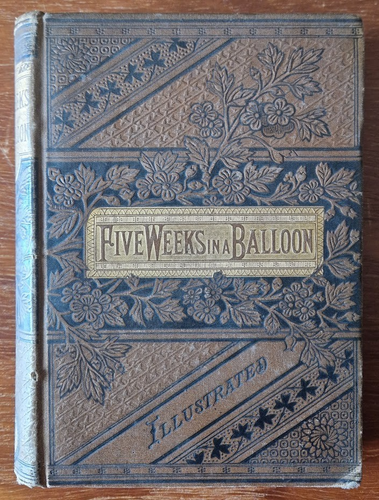 FIVE WEEKS IN A BALLOON
ILLUSTRATED